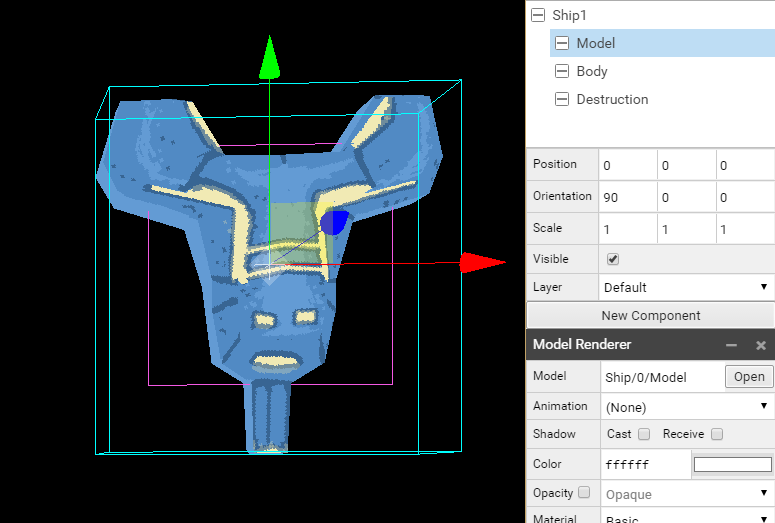 Ship1
Model
Body
Destruction
Position 0 0 0
Orientation 90 0 0
Scale 1 1 1
Visible
Layer Default
New Component
Model Renderer
Model Ship/0/Model Open
Animation (None)
Shadow Cast Receive
Color ffffff
Opacity Opaque
Material Basic